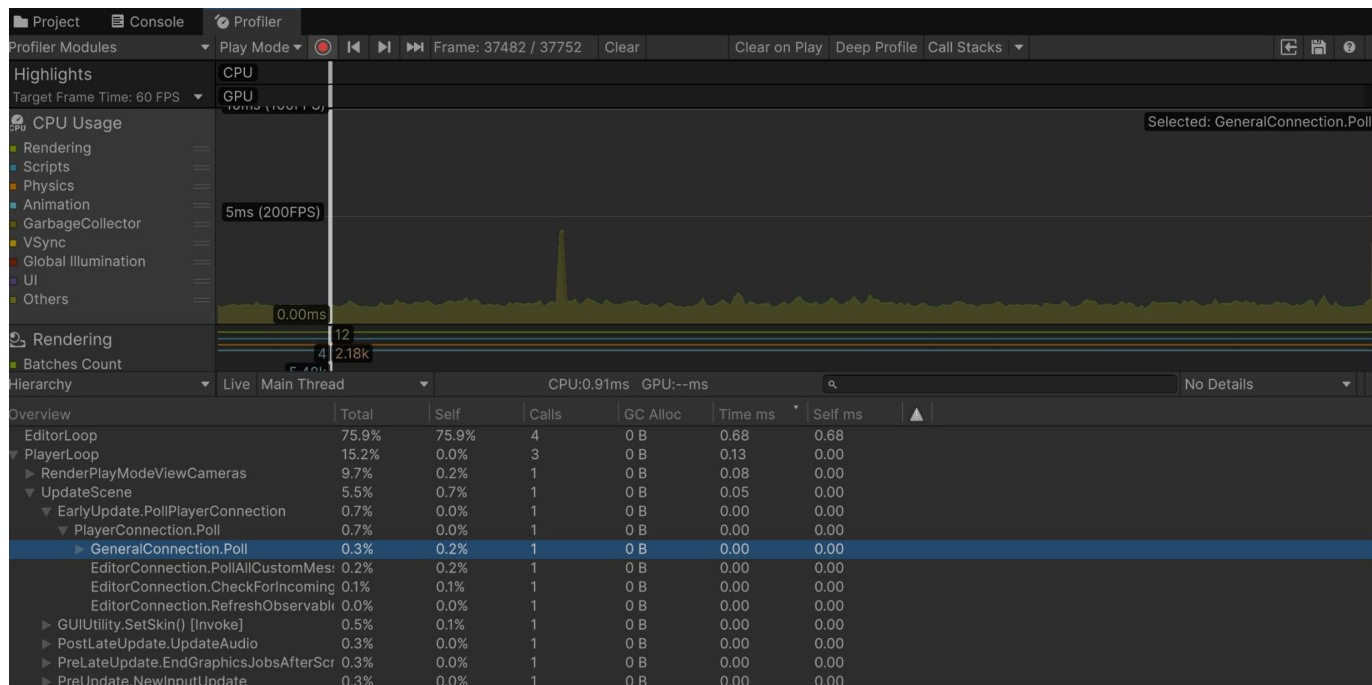 Project Console Profiler
Profiler Modules Play Mode Frame: 37482 / 37752 Clear Clear on Play Deep Profile Call Stacks
Highlights CPU
Target Frame Time: 60 FPS GPU
CPU Usage Selected: GeneralConnection.Poll
Rendering
Scripts
Physics
Animation
5ms (200FPS)
GarbageCollector
VSync
Global Illumination
UI
Others
0.00ms
Rendering 12
4 2.18k
Batches Count
Hierarchy Live Main Thread CPU:0.91ms GPU:--ms No Details
Overview Total Self Calls GC Alloc Time ms Self ms
EditorLoop 75.9% 75.9% 4 0 B 0.68 0.68
PlayerLoop 15.2% 0.0% 3 0 B 0.13 0.00
RenderPlayModeViewCameras 9.7% 0.2% 1 0 B 0.08 0.00
UpdateScene 5.5% 0.7% 1 0 B 0.05 0.00
EarlyUpdate.PollPlayerConnection 0.7% 0.0% 1 0 B 0.00 0.00
PlayerConnection.Poll 0.7% 0.0% 1 0 B 0.00 0.00
GeneralConnection.Poll 0.3% 0.2% 1 0 B 0.00 0.00
EditorConnection.PollAllCustomMes 0.2% 0.2% 1 0 B 0.00 0.00
EditorConnection.CheckForIncoming 0.1% 0.1% 1 0 B 0.00 0.00
EditorConnection.RefreshObservabl 0.0% 0.0% 1 0 B 0.00 0.00
GUIUtility.SetSkin() [Invoke] 0.5% 0.1% 1 0 B 0.00 0.00
PostLateUpdate.UpdateAudio 0.3% 0.0% 1 0 B 0.00 0.00
PreLateUpdate.EndGraphicsJobsAfterScr 0.3% 0.0% 1 0 B 0.00 0.00
PreUpdate.NewInputUpdate 0.3% 0.0% 1 0 B 0.00 0.00